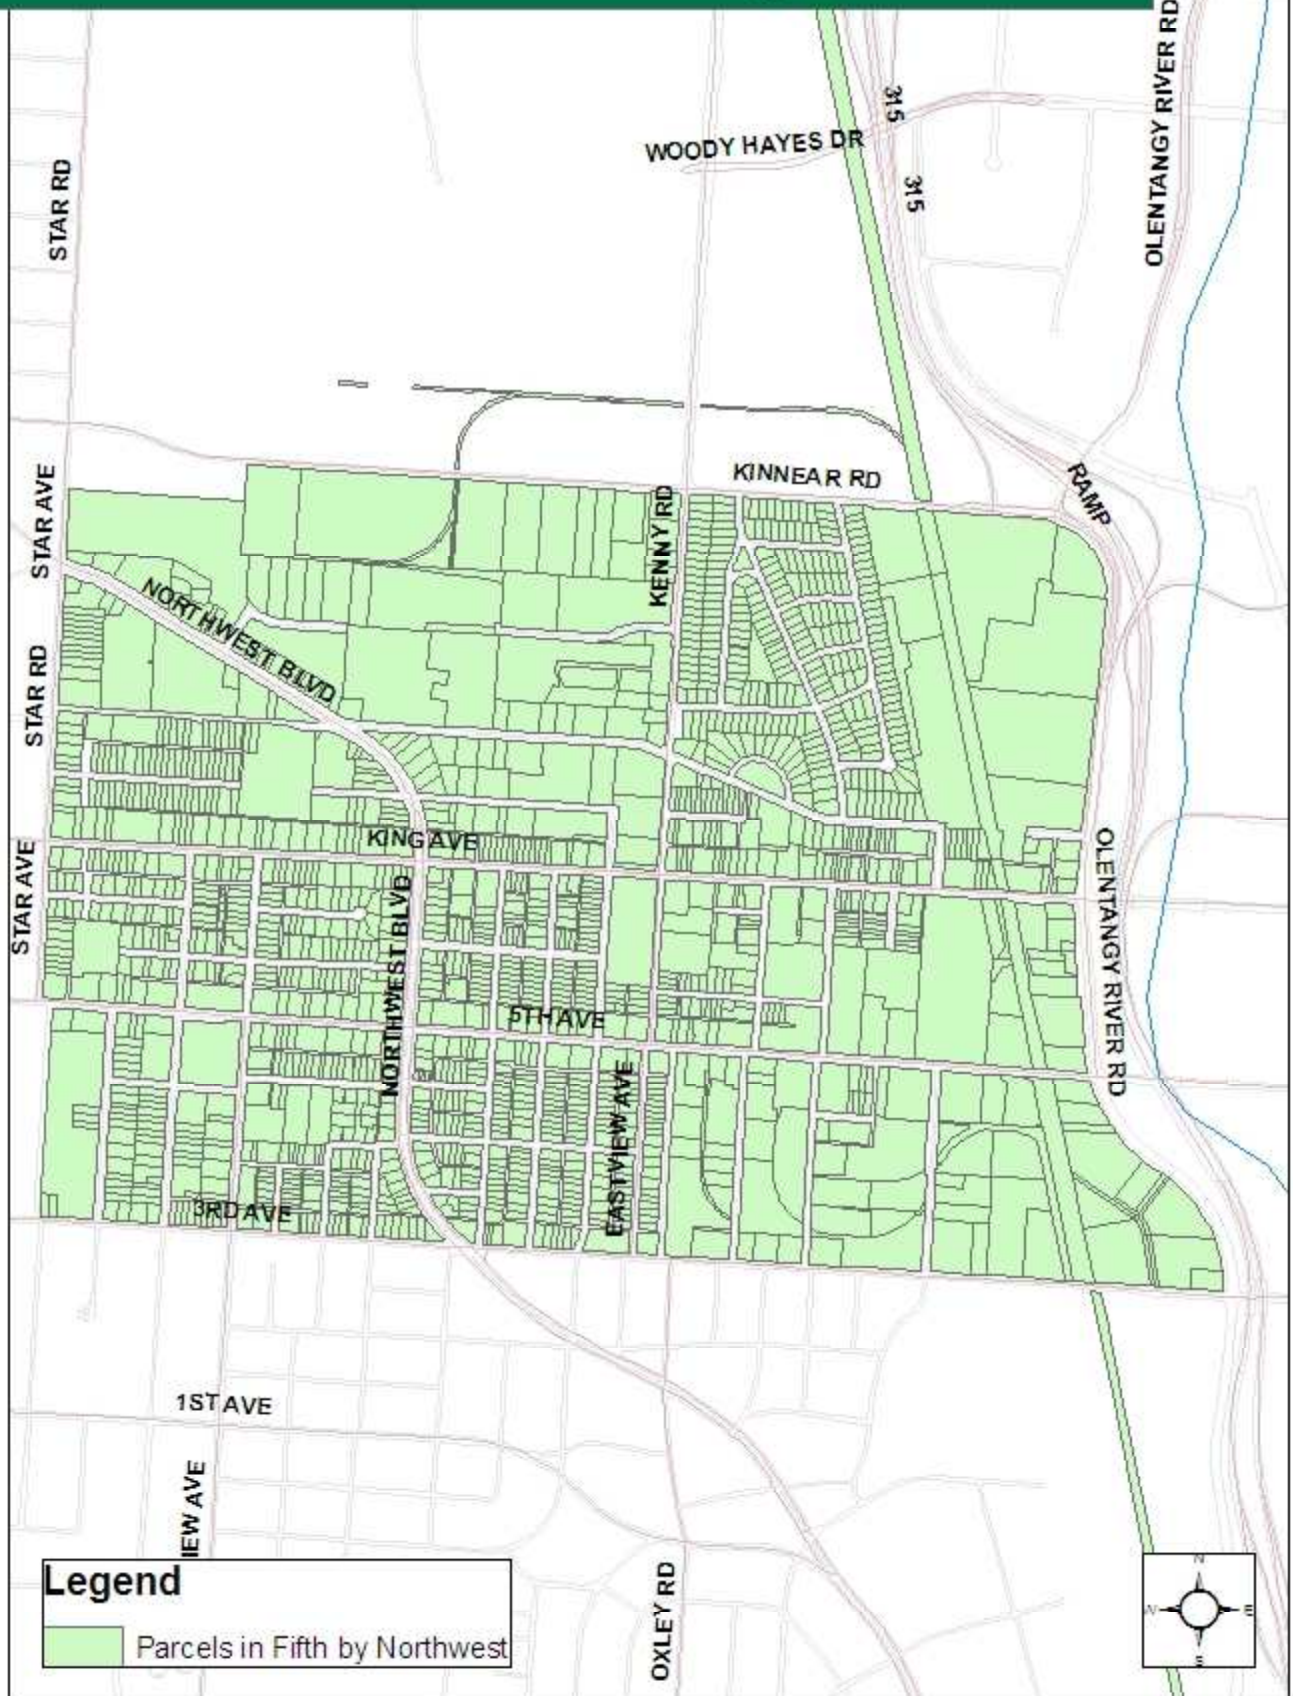 OLENTANGY RIVER RD
315
WOODY HAYES DR
315
STAR RD
KINNEAR RD
RAMP
STAR AVE
KENNY RD
NORTHWEST BLVD
STAR RD
KING AVE
STAR AVE
NORTHWEST BLVD
OLENTANGY RIVER RD
5TH AVE
EASTVIEW AVE
3RD AVE
1ST AVE
IEW AVE
OXLEY RD
Legend
Parcels in Fifth by Northwest
N
W E
S